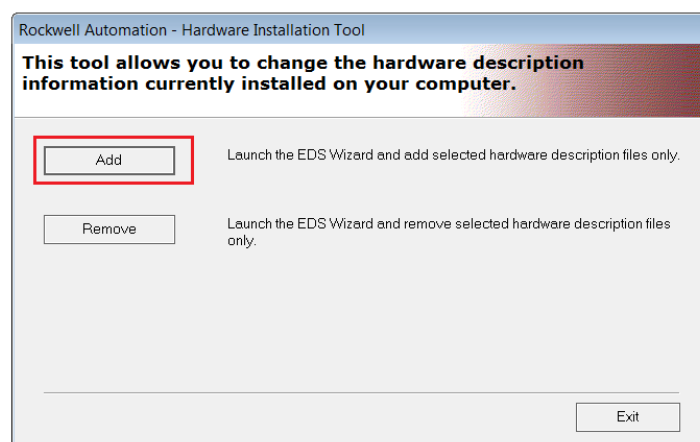 Rockwell Automation - Hardware Installation Tool
This tool allows you to change the hardware description
information currently installed on your computer.
Add
Launch the EDS Wizard and add selected hardware description files only.
Remove
Launch the EDS Wizard and remove selected hardware description files
only.
Exit